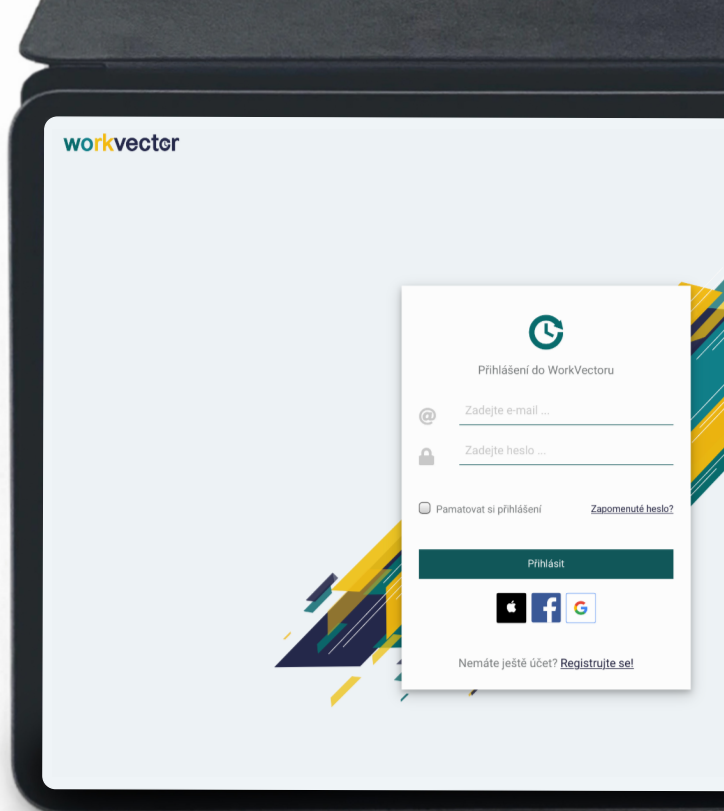 workvector
Přihlášení do WorkVectoru
@ Zadejte e-mail ...
Zadejte heslo ...
Pamatovat si přihlášení Zapomenuté heslo?
Přihlásit
f G
Nemáte ještě účet? Registrujte se!